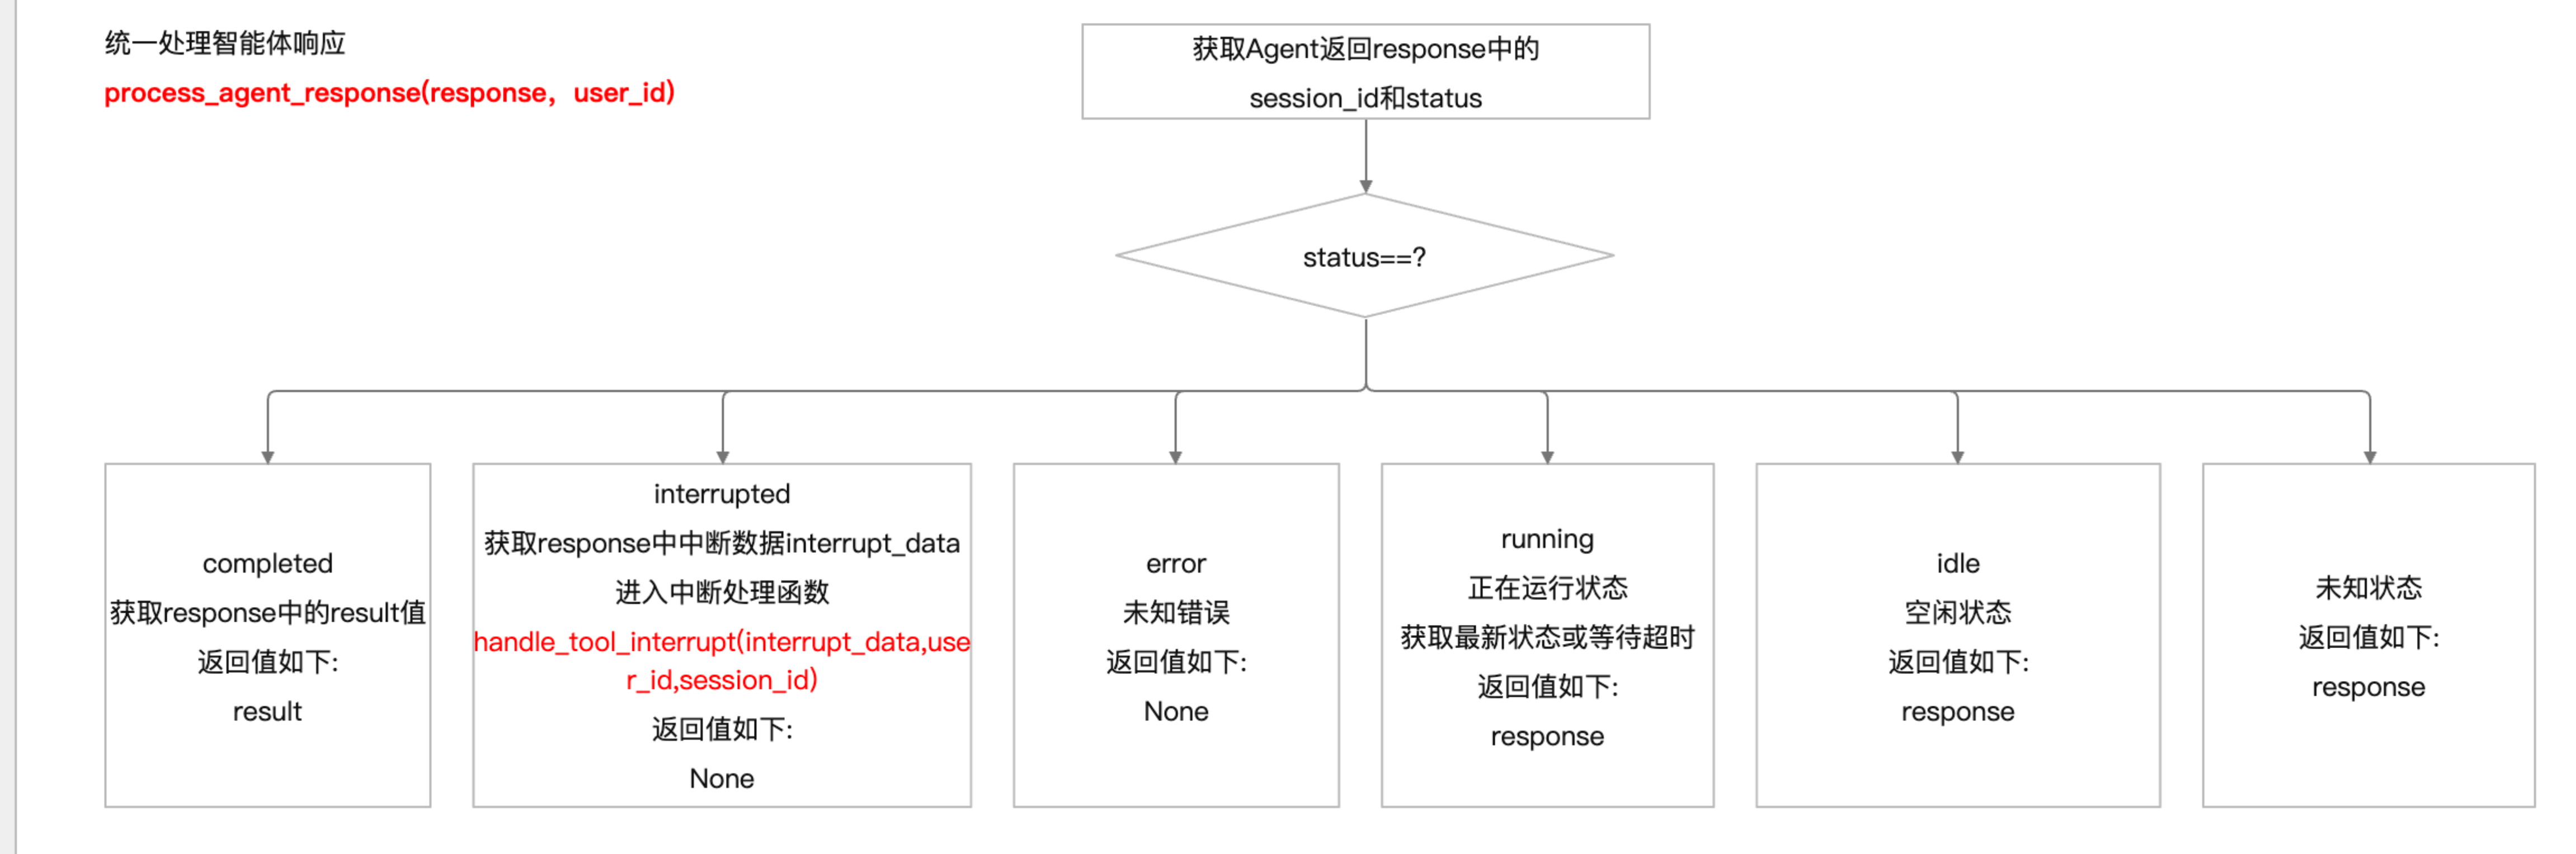 统一处理智能体响应
process_agent_response(response，user_id)
获取Agent返回response中的
session_id和status
status==?
completed
获取response中的result值
返回值如下:
result
interrupted
获取response中中断数据interrupt_data
进入中断处理函数
handle_tool_interrupt(interrupt_data,use
r_id,session_id)
返回值如下:
None
error
未知错误
返回值如下:
None
running
正在运行状态
获取最新状态或等待超时
返回值如下:
response
idle
空闲状态
返回值如下:
response
未知状态
返回值如下:
response